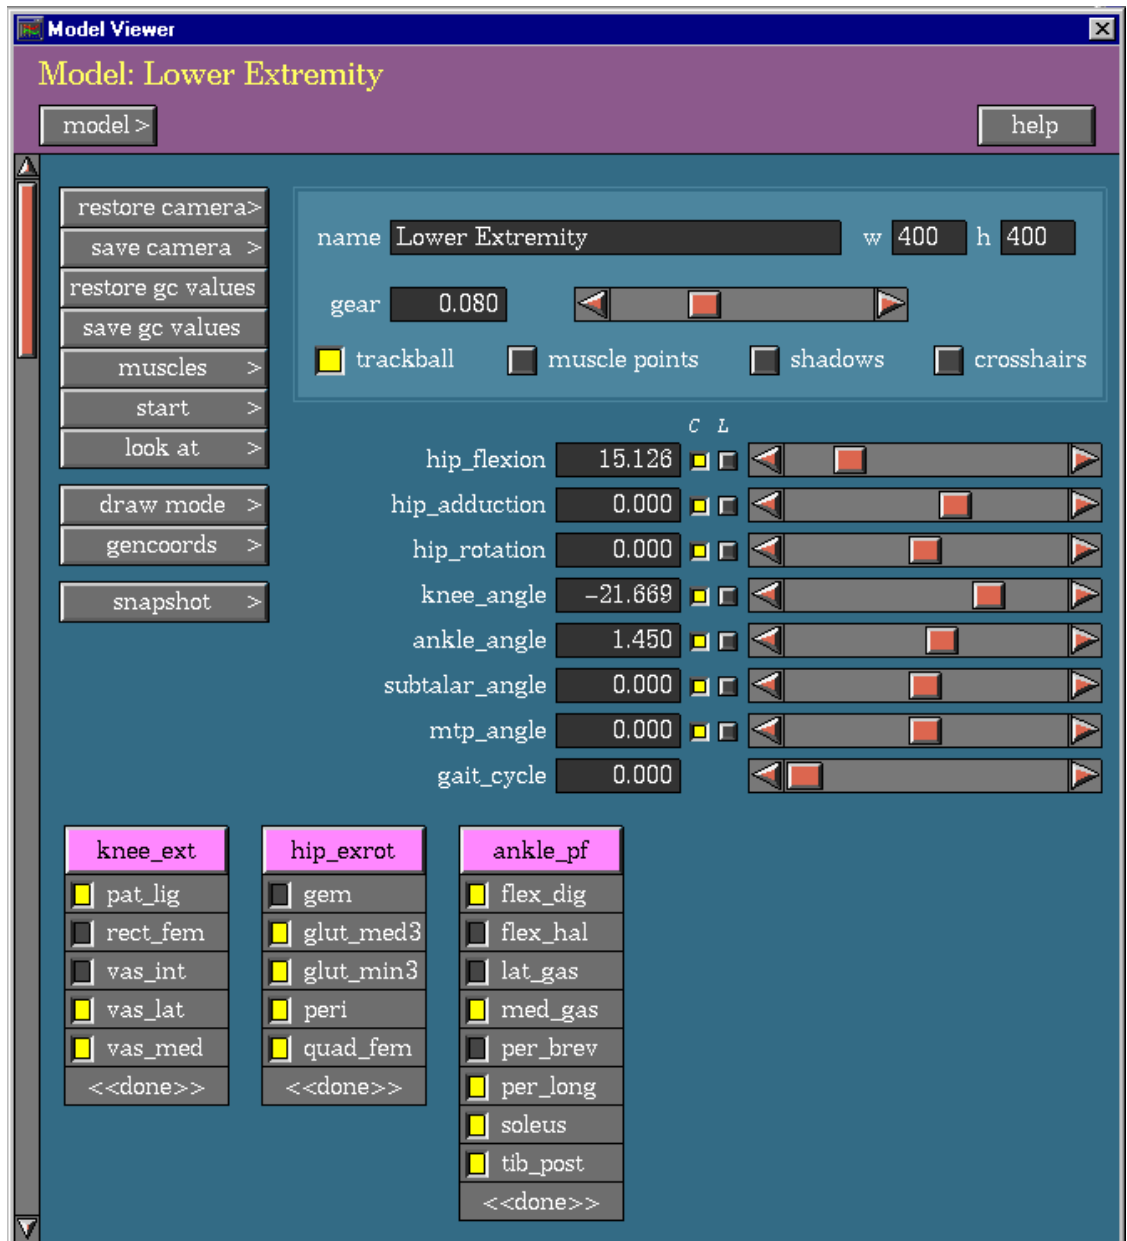 Model Viewer
Model: Lower Extremity
model >
help
restore camera>
save camera >
restore gc values
save gc values
muscles >
start >
look at >
draw mode >
gencoords >
snapshot >
name Lower Extremity w 400 h 400
gear 0.080
trackball muscle points shadows crosshairs
C L
hip_flexion 15.126
hip_adduction 0.000
hip_rotation 0.000
knee_angle −21.669
ankle_angle 1.450
subtalar_angle 0.000
mtp_angle 0.000
gait_cycle 0.000
knee_ext
pat_lig
rect_fem
vas_int
vas_lat
vas_med
<<done>>
hip_exrot
gem
glut_med3
glut_min3
peri
quad_fem
<<done>>
ankle_pf
flex_dig
flex_hal
lat_gas
med_gas
per_brev
per_long
soleus
tib_post
<<done>>